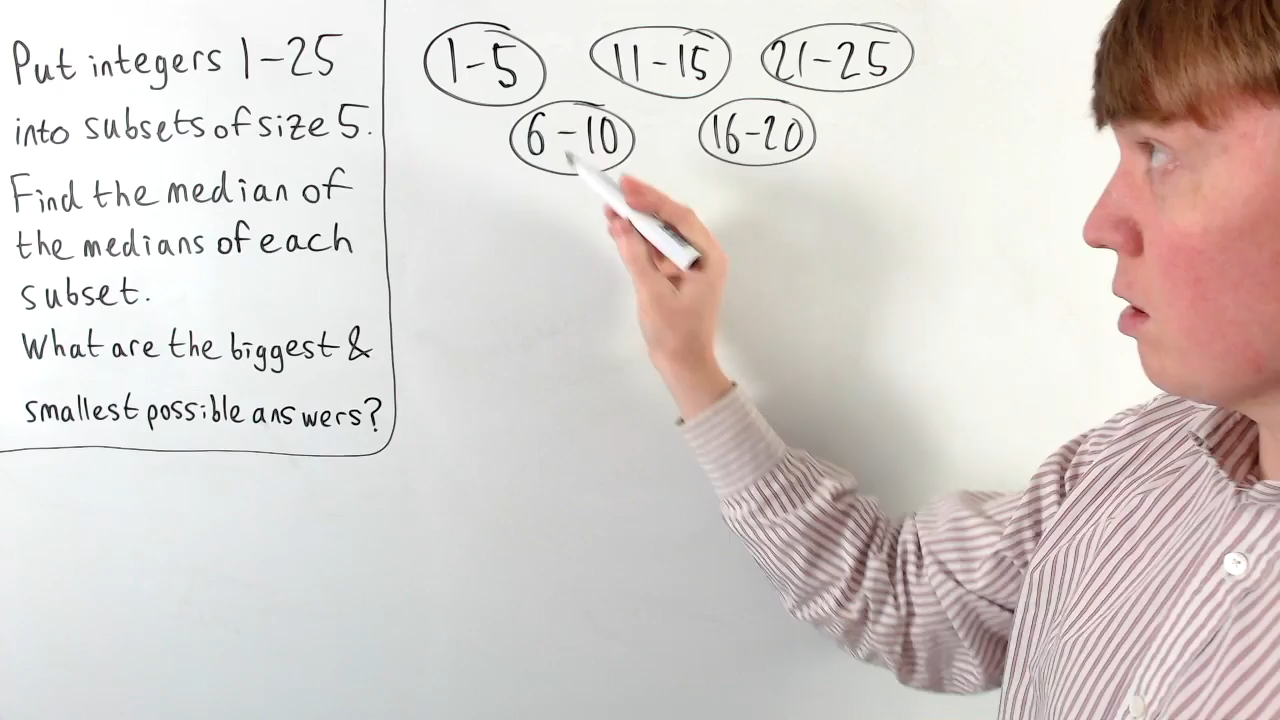 Put integers 1-25
into subsets of size 5.
Find the median of
the medians of each
subset.
What are the biggest &
smallest possible answers?
1-5
11-15
21-25
6-10
16-20